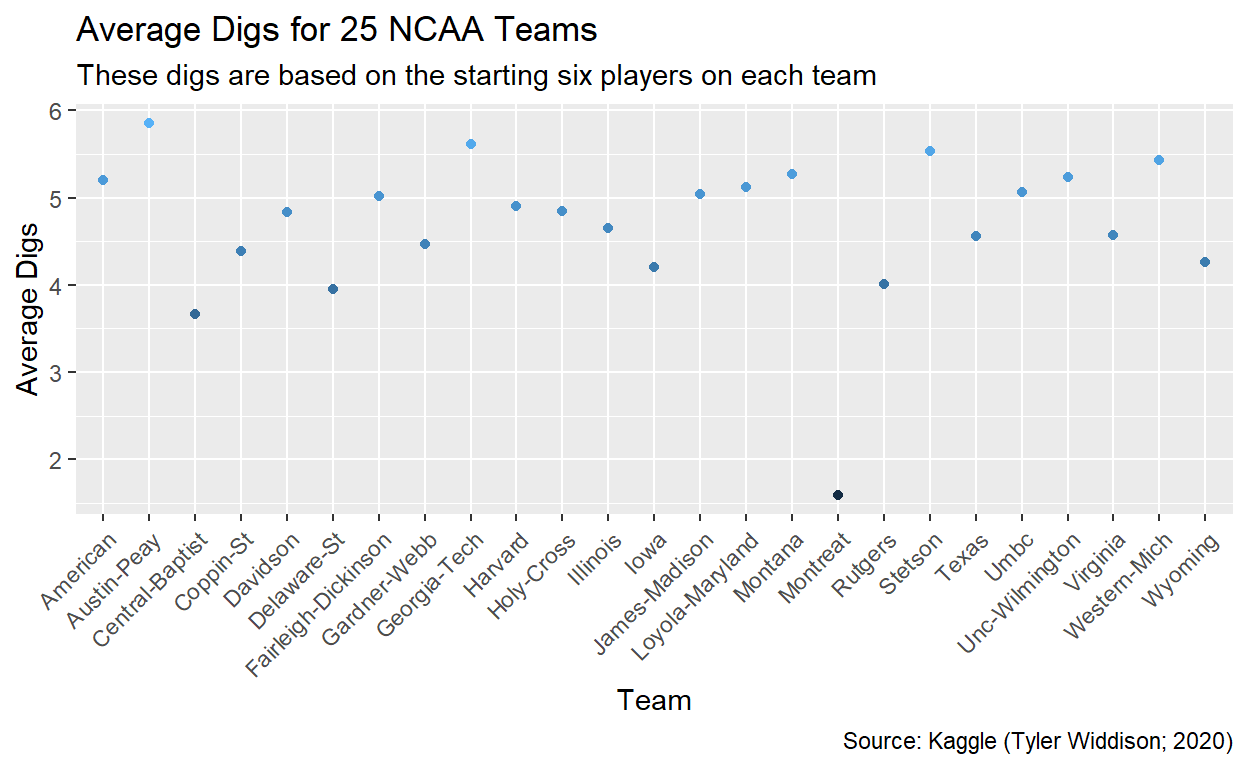 Average Digs for 25 NCAA Teams
These digs are based on the starting six players on each team
6
5
4
3
2
Average Digs
American
Austin-Peay
Central-Baptist
Coppin-St
Davidson
Delaware-St
Fairleigh-Dickinson
Gardner-Webb
Georgia-Tech
Harvard
Holy-Cross
Illinois
Iowa
James-Madison
Loyola-Maryland
Montana
Montreat
Rutgers
Stetson
Texas
Umbc
Unc-Wilmington
Virginia
Western-Mich
Wyoming
Team
Source: Kaggle (Tyler Widdison; 2020)